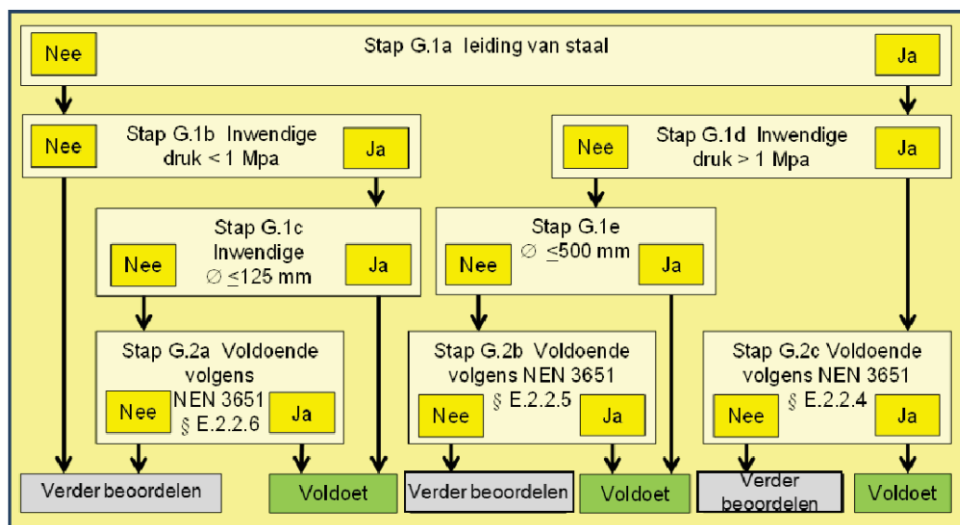 Nee
Stap G.1a leiding van staal
Ja
Nee
Stap G.1b Inwendige
druk < 1 Mpa
Ja
Nee
Stap G.1d Inwendige
druk > 1 Mpa
Ja
Stap G.1c
Inwendige
Ø ≤125 mm
Nee
Ja
Stap G.1e
Ø ≤500 mm
Nee
Ja
Stap G.2a Voldoende
volgens
NEN 3651
§ E.2.2.6
Nee
Ja
Stap G.2b Voldoende
volgens NEN 3651
§ E.2.2.5
Nee
Ja
Stap G.2c Voldoende
volgens NEN 3651
§ E.2.2.4
Nee
Ja
Verder beoordelen
Voldoet
Verder beoordelen
Voldoet
Verder
beoordelen
Voldoet